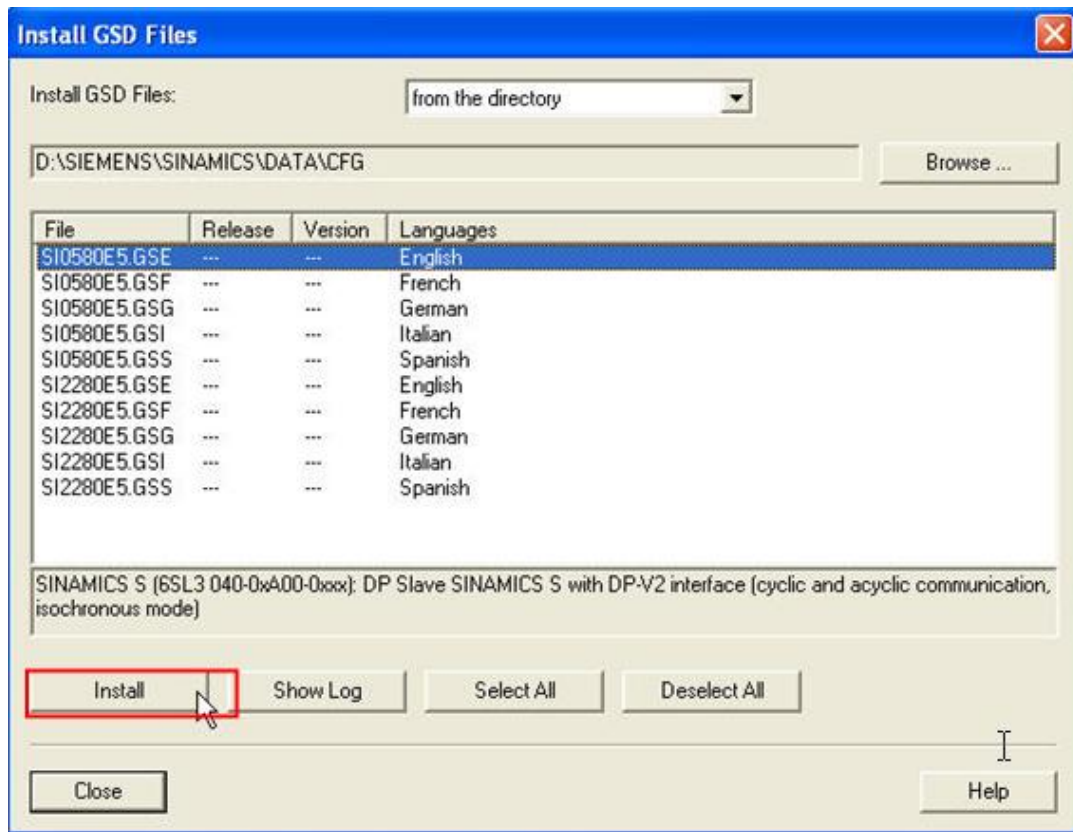 Install GSD Files
Install GSD Files: from the directory
D:\SIEMENS\SINAMICS\DATA\CFG Browse ...
File Release Version Languages
SI0580E5.GSE --- --- English
SI0580E5.GSF --- --- French
SI0580E5.GSG --- --- German
SI0580E5.GSI --- --- Italian
SI0580E5.GSS --- --- Spanish
SI2280E5.GSE --- --- English
SI2280E5.GSF --- --- French
SI2280E5.GSG --- --- German
SI2280E5.GSI --- --- Italian
SI2280E5.GSS --- --- Spanish
SINAMICS S (6SL3 040-0xA00-0xxx): DP Slave SINAMICS S with DP-V2 interface (cyclic and acyclic communication,
isochronous mode)
Install Show Log Select All Deselect All
Close Help